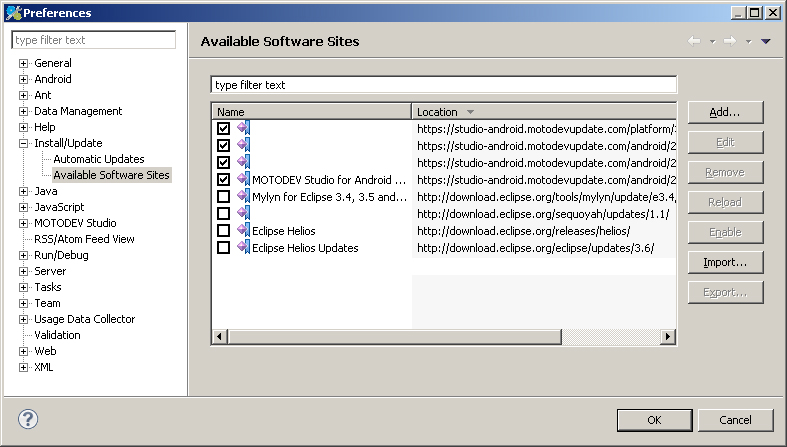 Preferences
type filter text
General
Android
Ant
Data Management
Help
Install/Update
Automatic Updates
Available Software Sites
Java
JavaScript
MOTODEV Studio
RSS/Atom Feed View
Run/Debug
Server
Tasks
Team
Usage Data Collector
Validation
Web
XML
Available Software Sites
type filter text
Name Location
https://studio-android.motodevupdate.com/platform/
https://studio-android.motodevupdate.com/android/2
https://studio-android.motodevupdate.com/android/2
MOTODEV Studio for Android ... https://studio-android.motodevupdate.com/android/2
Mylyn for Eclipse 3.4, 3.5 and... http://download.eclipse.org/tools/mylyn/update/e3.4,
http://download.eclipse.org/sequoyah/updates/1.1/
Eclipse Helios http://download.eclipse.org/releases/helios/
Eclipse Helios Updates http://download.eclipse.org/eclipse/updates/3.6/
Add...
Edit
Remove
Reload
Enable
Import...
Export...
?
OK Cancel